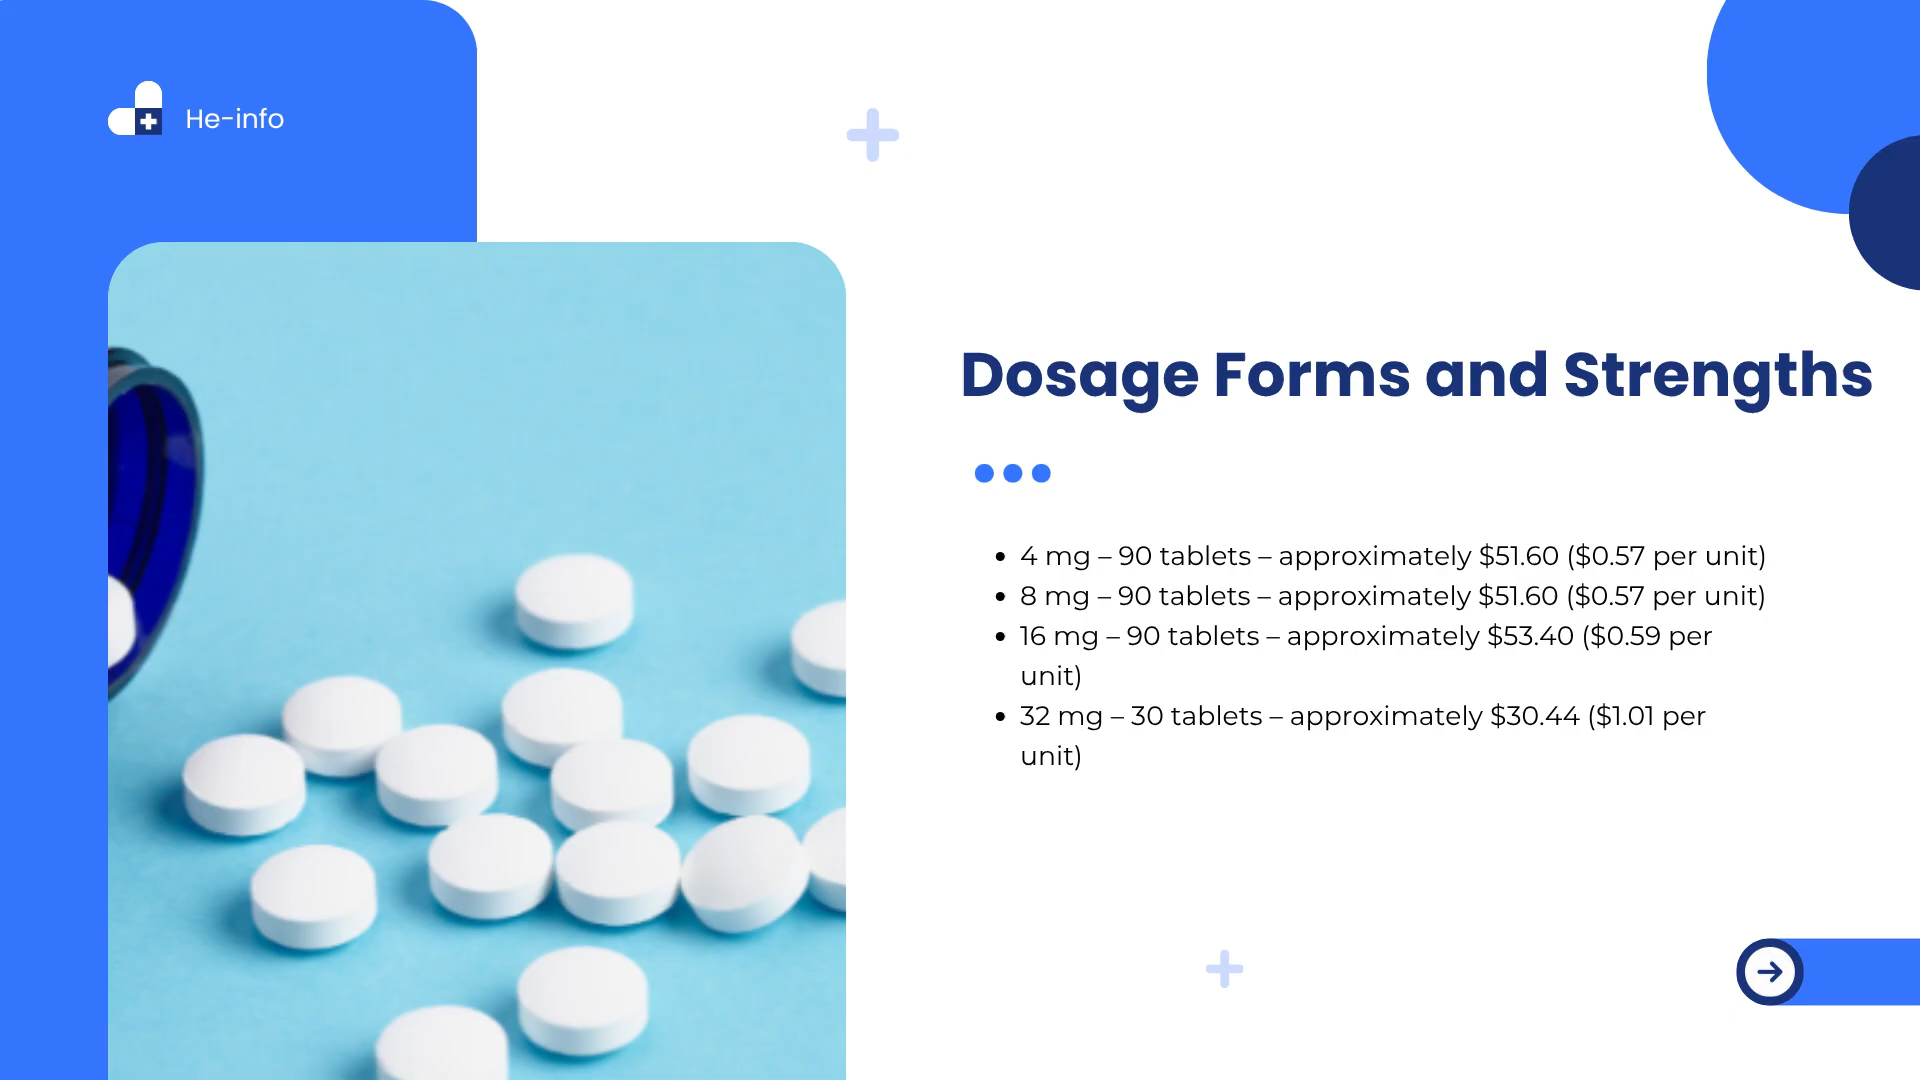 He-info
Dosage Forms and Strengths
• 4 mg – 90 tablets – approximately $51.60 ($0.57 per unit)
• 8 mg – 90 tablets – approximately $51.60 ($0.57 per unit)
• 16 mg – 90 tablets – approximately $53.40 ($0.59 per
unit)
• 32 mg – 30 tablets – approximately $30.44 ($1.01 per
unit)